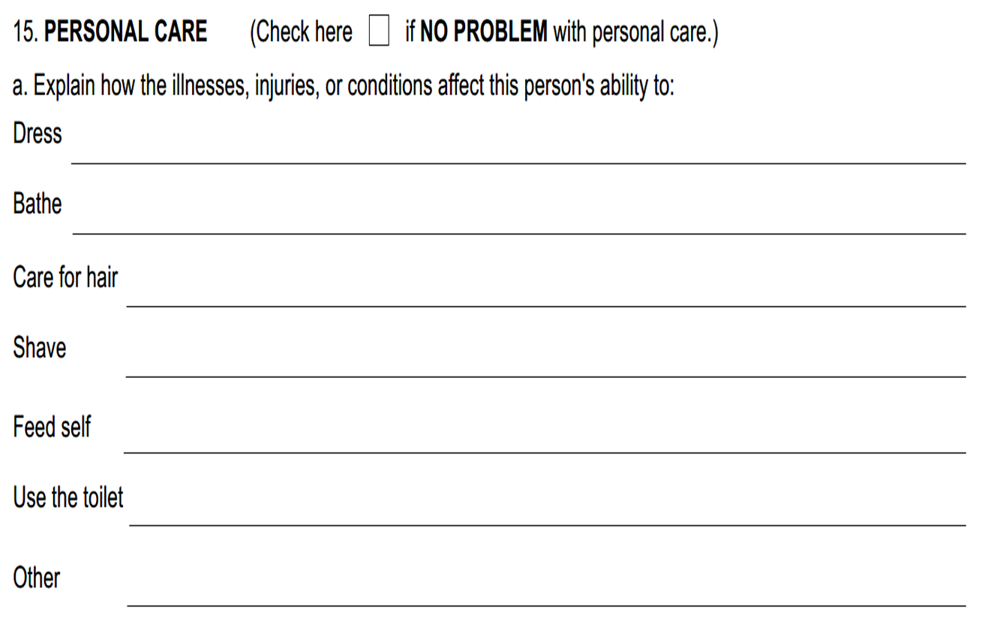 15. PERSONAL CARE (Check here if NO PROBLEM with personal care.)
a. Explain how the illnesses, injuries, or conditions affect this person's ability to:
Dress
Bathe
Care for hair
Shave
Feed self
Use the toilet
Other